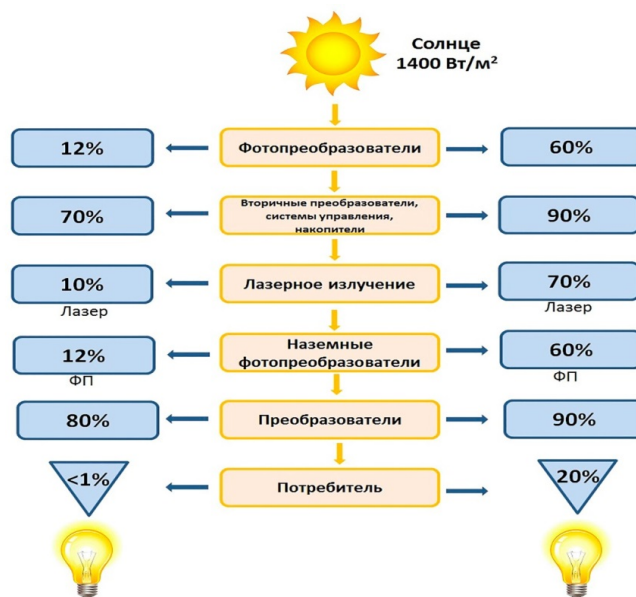 Солнце
1400 Вт/м²
12%
Фотопреобразователи
60%
70%
Вторичные преобразователи,
системы управления,
накопители
90%
10%
Лазер
Лазерное излучение
70%
Лазер
12%
ФП
Наземные
фотопреобразователи
60%
ФП
80%
Преобразователи
90%
<1%
Потребитель
20%